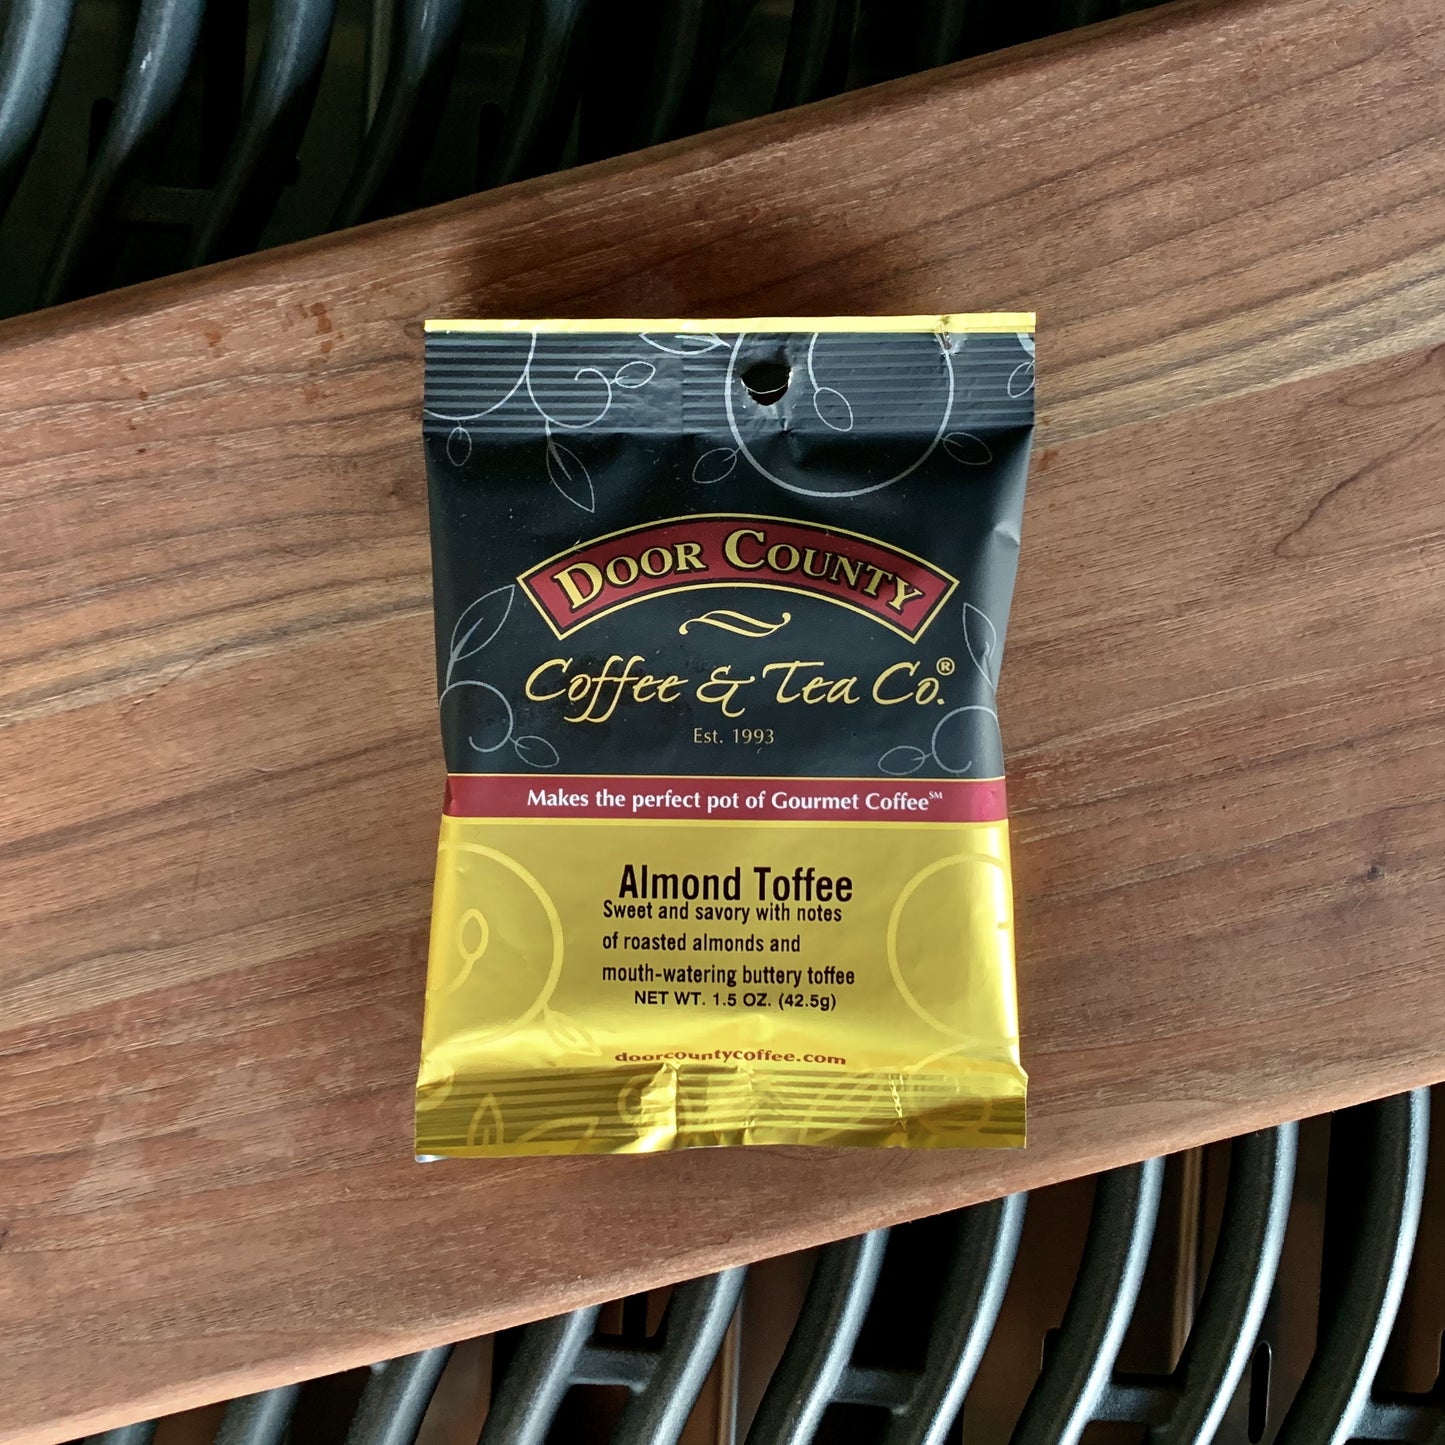 DOOR COUNTY
Coffee & Tea Co.®
Est. 1993
Makes the perfect pot of Gourmet Coffee℠
Almond Toffee
Sweet and savory with notes
of roasted almonds and
mouth-watering buttery toffee
NET WT. 1.5 OZ. (42.5g)
doorcountycoffee.com